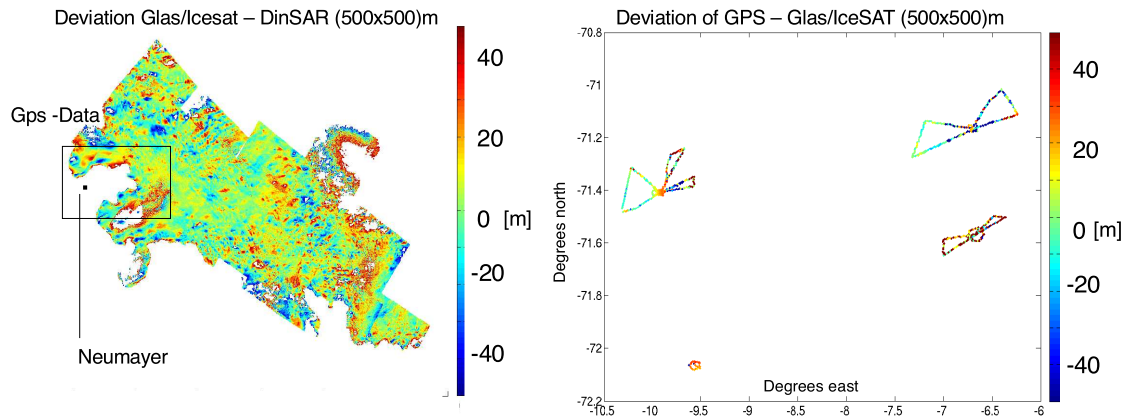 Deviation Glas/Icesat – DinSAR (500x500)m
Gps -Data
Neumayer
40
20
0 [m]
-20
-40
Deviation of GPS – Glas/IceSAT (500x500)m
-70.8
-71
-71.2
-71.4
-71.6
-71.8
-72
-72.2
Degrees north
-10.5 -10 -9.5 -9 -8.5 -8 -7.5 -7 -6.5 -6
Degrees east
40
20
0 [m]
-20
-40